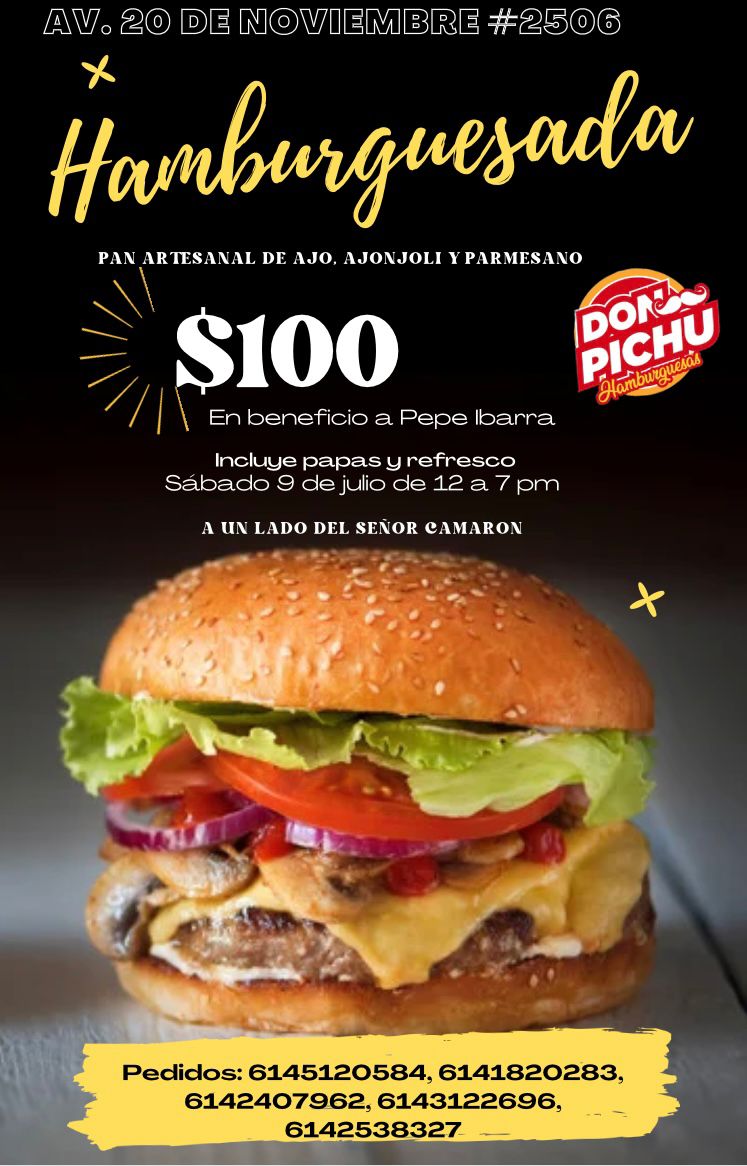 AV. 20 DE NOVIEMBRE #2506
Hamburguesada
PAN ARTESANAL DE AJO, AJONJOLI Y PARMESANO
$100
DON
PICHU
Hamburguesas
En beneficio a Pepe Ibarra
Incluye papas y refresco
Sábado 9 de julio de 12 a 7 pm
A UN LADO DEL SEÑOR CAMARON
Pedidos: 6145120584, 6141820283,
6142407962, 6143122696,
6142538327